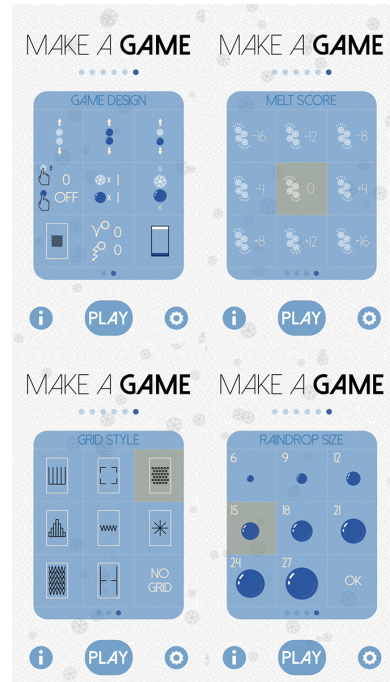 MAKE A GAME
GAME DESIGN
0
OFF
x 1
x 1
6
6
0
0
i
PLAY
MAKE A GAME
MELT SCORE
-16
-12
-8
-4
0
+4
+8
+12
+16
i
PLAY
MAKE A GAME
GRID STYLE
NO
GRID
i
PLAY
MAKE A GAME
RAINDROP SIZE
6
9
12
15
18
21
24
27
OK
i
PLAY